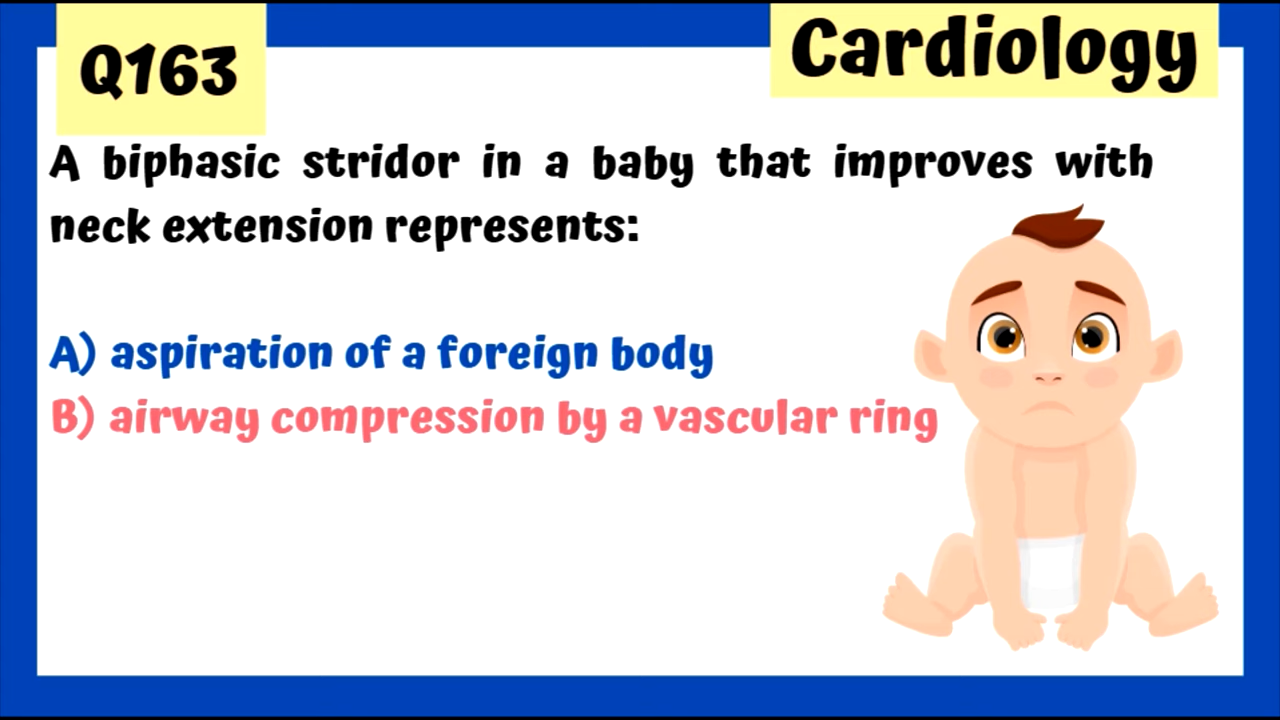 Q163
Cardiology
A biphasic stridor in a baby that improves with
neck extension represents:
A) aspiration of a foreign body
B) airway compression by a vascular ring